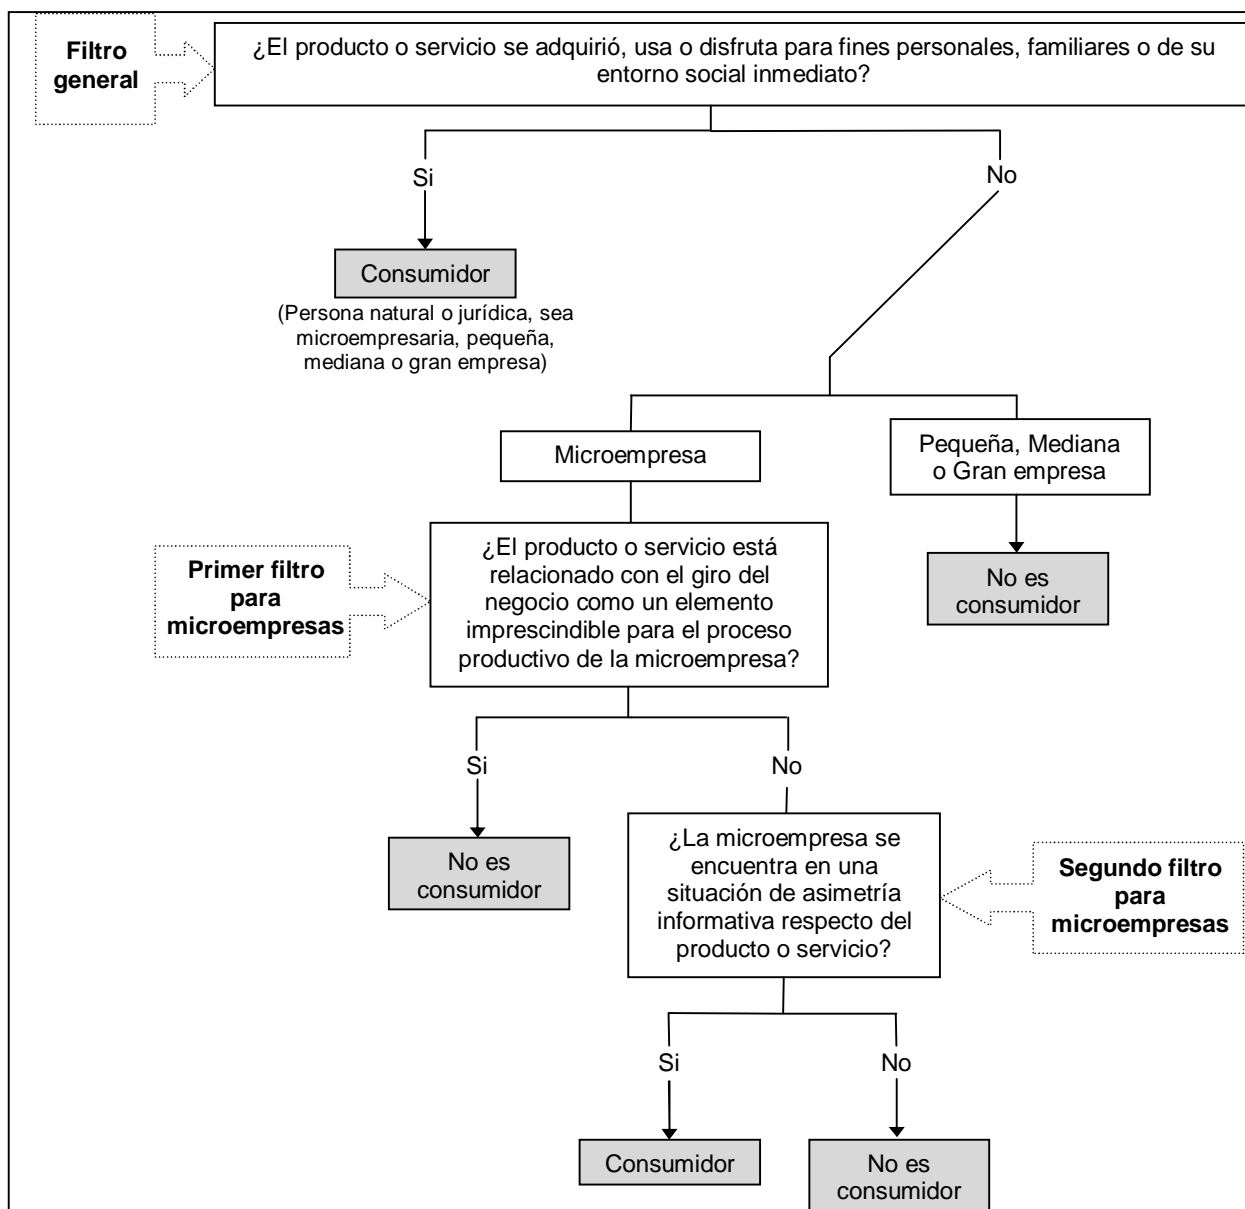 Filtro
general
¿El producto o servicio se adquirió, usa o disfruta para fines personales, familiares o de su
entorno social inmediato?
Si
No
Consumidor
(Persona natural o jurídica, sea
microempresaria, pequeña,
mediana o gran empresa)
Microempresa
Pequeña, Mediana
o Gran empresa
Primer filtro
para
microempresas
¿El producto o servicio está
relacionado con el giro del
negocio como un elemento
imprescindible para el proceso
productivo de la microempresa?
No es
consumidor
Si
No
No es
consumidor
¿La microempresa se
encuentra en una
situación de asimetría
informativa respecto del
producto o servicio?
Segundo filtro
para
microempresas
Si
No
Consumidor
No es
consumidor